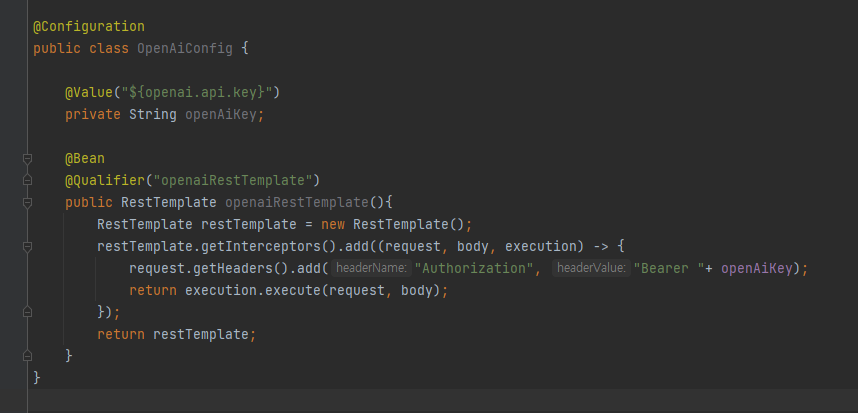 @Configuration
public class OpenAiConfig {
@Value("${openai.api.key}")
private String openAiKey;
@Bean
@Qualifier("openaiRestTemplate")
public RestTemplate openaiRestTemplate(){
RestTemplate restTemplate = new RestTemplate();
restTemplate.getInterceptors().add((request, body, execution) -> {
request.getHeaders().add( headerName: "Authorization", headerValue: "Bearer "+ openAiKey);
return execution.execute(request, body);
});
return restTemplate;
}
}